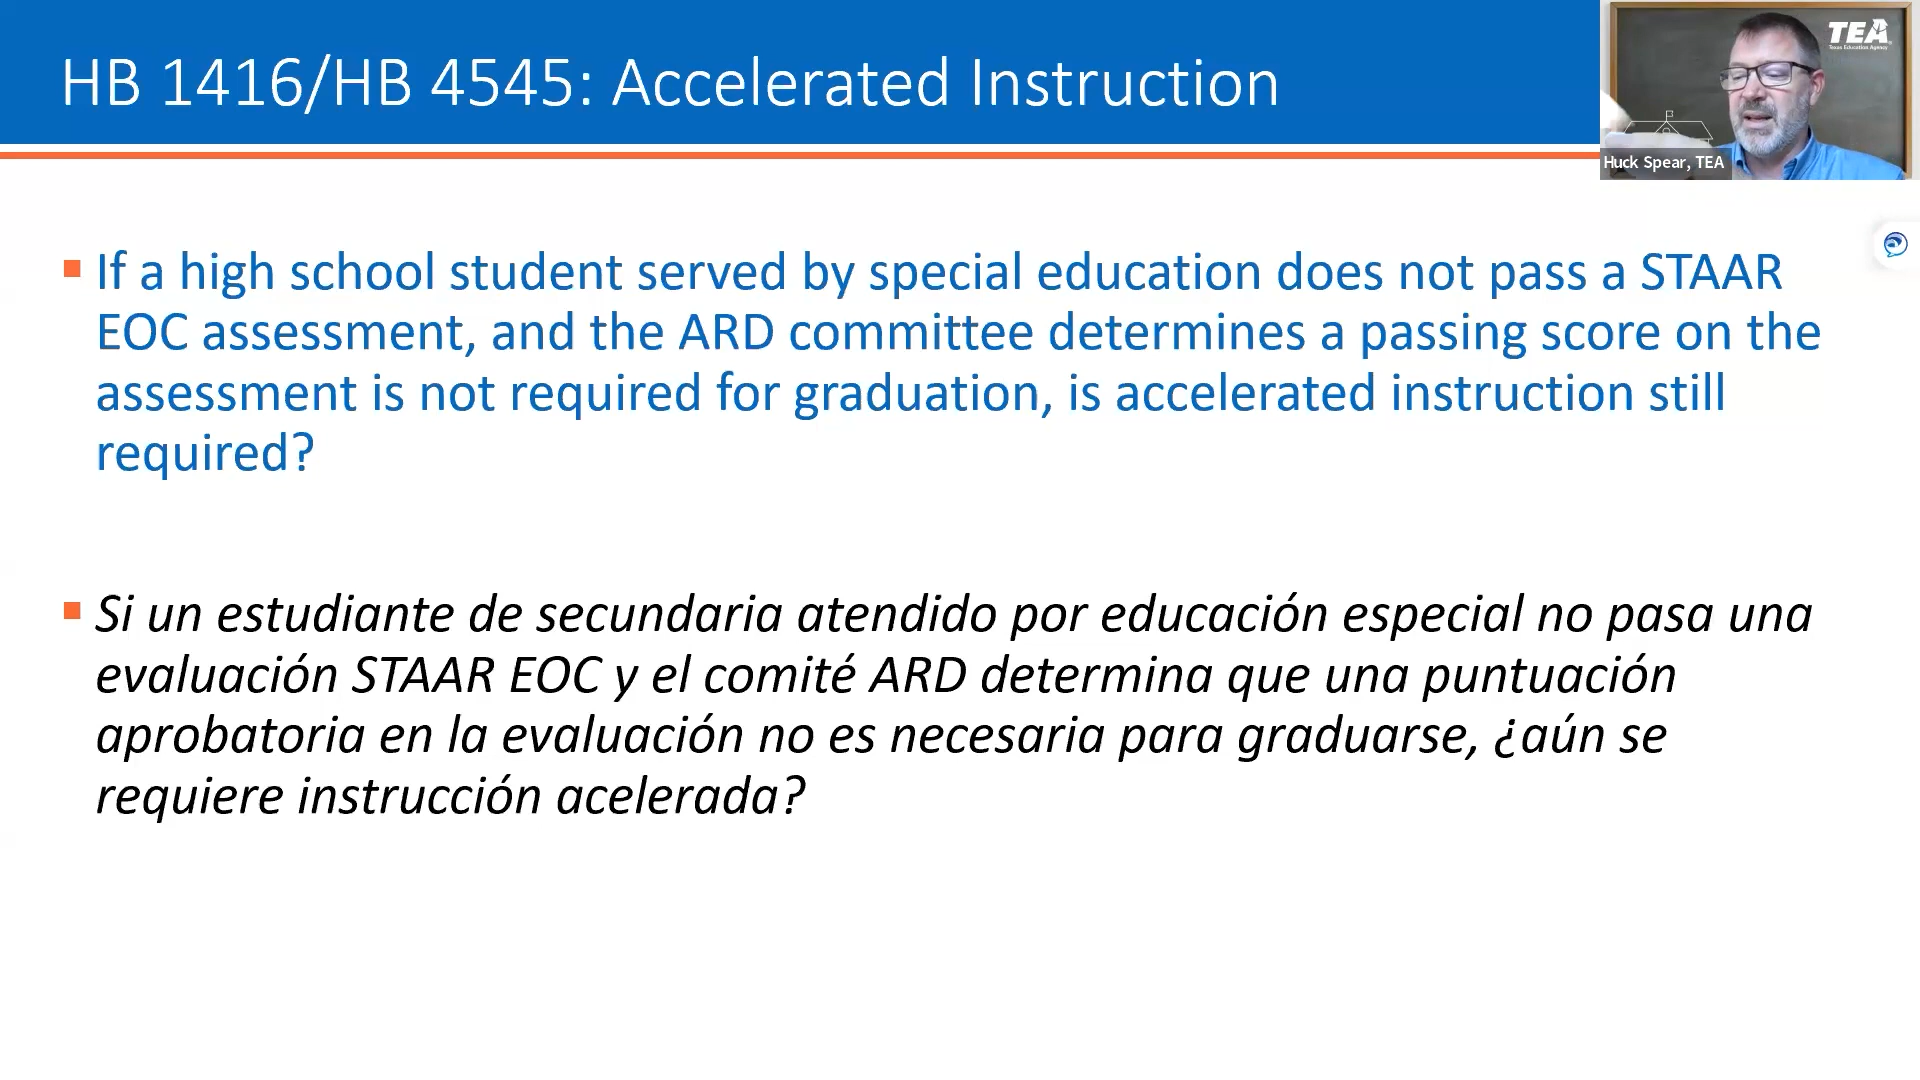 HB 1416/HB 4545: Accelerated Instruction
TEA
Texas Education Agency
Huck Spear, TEA
If a high school student served by special education does not pass a STAAR
EOC assessment, and the ARD committee determines a passing score on the
assessment is not required for graduation, is accelerated instruction still
required?
Si un estudiante de secundaria atendido por educación especial no pasa una
evaluación STAAR EOC y el comité ARD determina que una puntuación
aprobatoria en la evaluación no es necesaria para graduarse, ¿aún se
requiere instrucción acelerada?